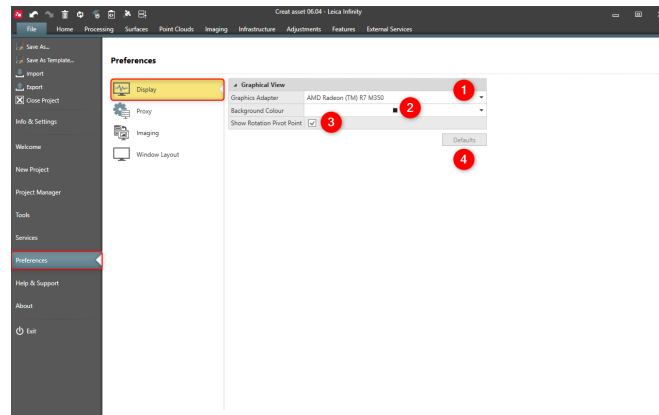 Creat asset 06.04 - Leica Infinity
File Home Processing Surfaces Point Clouds Imaging Infrastructure Adjustments Features External Services
Save As...
Save As Template...
Import
Export
Close Project
Info & Settings
Welcome
New Project
Project Manager
Tools
Services
Preferences
Help & Support
About
Exit
Preferences
Display
Proxy
Imaging
Window Layout
Graphical View
Graphics Adapter AMD Radeon (TM) R7 M350 1
Background Colour 2
Show Rotation Pivot Point 3
Defaults
4